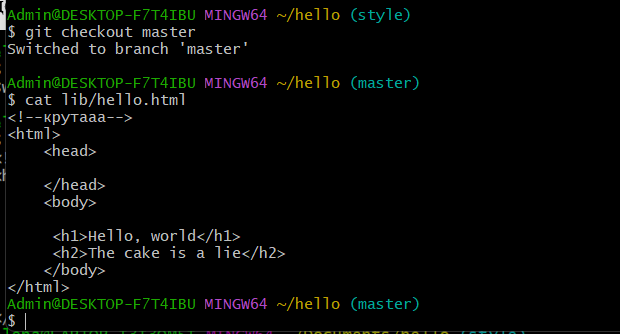 Admin@DESKTOP-F7T4IBU MINGW64 ~/hello (style)
$ git checkout master
Switched to branch 'master'
Admin@DESKTOP-F7T4IBU MINGW64 ~/hello (master)
$ cat lib/hello.html
<!--крутааа-->
<html>
    <head>
    </head>
    <body>
     <h1>Hello, world</h1>
     <h2>The cake is a lie</h2>
    </body>
</html>
Admin@DESKTOP-F7T4IBU MINGW64 ~/hello (master)
$